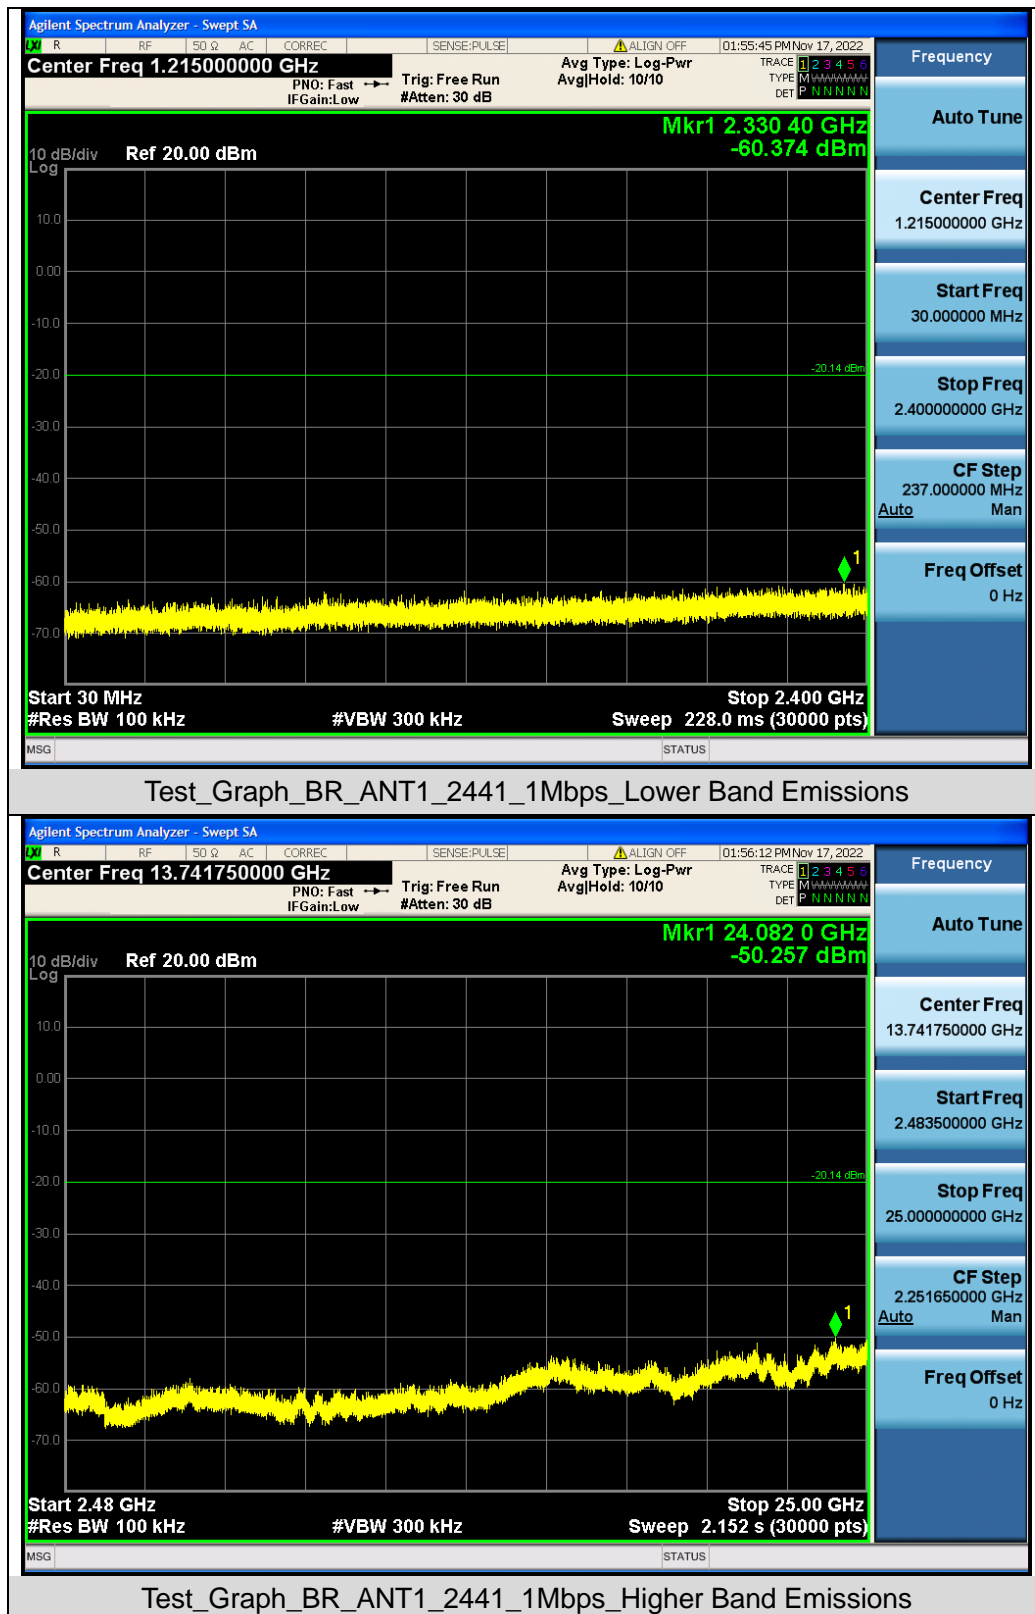 Agilent Spectrum Analyzer - Swept SA
LXI R RF 50 Ω AC CORREC SENSE:PULSE ALIGN OFF 01:55:45 PM Nov 17, 2022
Center Freq 1.215000000 GHz
PNO: Fast
IFGain:Low
Trig: Free Run
#Atten: 30 dB
Avg Type: Log-Pwr
Avg|Hold: 10/10
TRACE 1 2 3 4 5 6
TYPE M WWWWW
DET P N N N N N
Mkr1 2.330 40 GHz
-60.374 dBm
10 dB/div Ref 20.00 dBm
Log
10.0
0.00
-10.0
-20.0
-20.14 dBm
-30.0
-40.0
-50.0
1
-60.0
-70.0
Start 30 MHz Stop 2.400 GHz
#Res BW 100 kHz #VBW 300 kHz Sweep 228.0 ms (30000 pts)
MSG STATUS
Frequency
Auto Tune
Center Freq
1.215000000 GHz
Start Freq
30.000000 MHz
Stop Freq
2.400000000 GHz
CF Step
237.000000 MHz
Auto Man
Freq Offset
0 Hz
Test_Graph_BR_ANT1_2441_1Mbps_Lower Band Emissions
Agilent Spectrum Analyzer - Swept SA
LXI R RF 50 Ω AC CORREC SENSE:PULSE ALIGN OFF 01:56:12 PM Nov 17, 2022
Center Freq 13.741750000 GHz
PNO: Fast
IFGain:Low
Trig: Free Run
#Atten: 30 dB
Avg Type: Log-Pwr
Avg|Hold: 10/10
TRACE 1 2 3 4 5 6
TYPE M WWWWW
DET P N N N N N
Mkr1 24.082 0 GHz
-50.257 dBm
10 dB/div Ref 20.00 dBm
Log
10.0
0.00
-10.0
-20.0
-20.14 dBm
-30.0
-40.0
1
-50.0
-60.0
-70.0
Start 2.48 GHz Stop 25.00 GHz
#Res BW 100 kHz #VBW 300 kHz Sweep 2.152 s (30000 pts)
MSG STATUS
Frequency
Auto Tune
Center Freq
13.741750000 GHz
Start Freq
2.483500000 GHz
Stop Freq
25.000000000 GHz
CF Step
2.251650000 GHz
Auto Man
Freq Offset
0 Hz
Test_Graph_BR_ANT1_2441_1Mbps_Higher Band Emissions